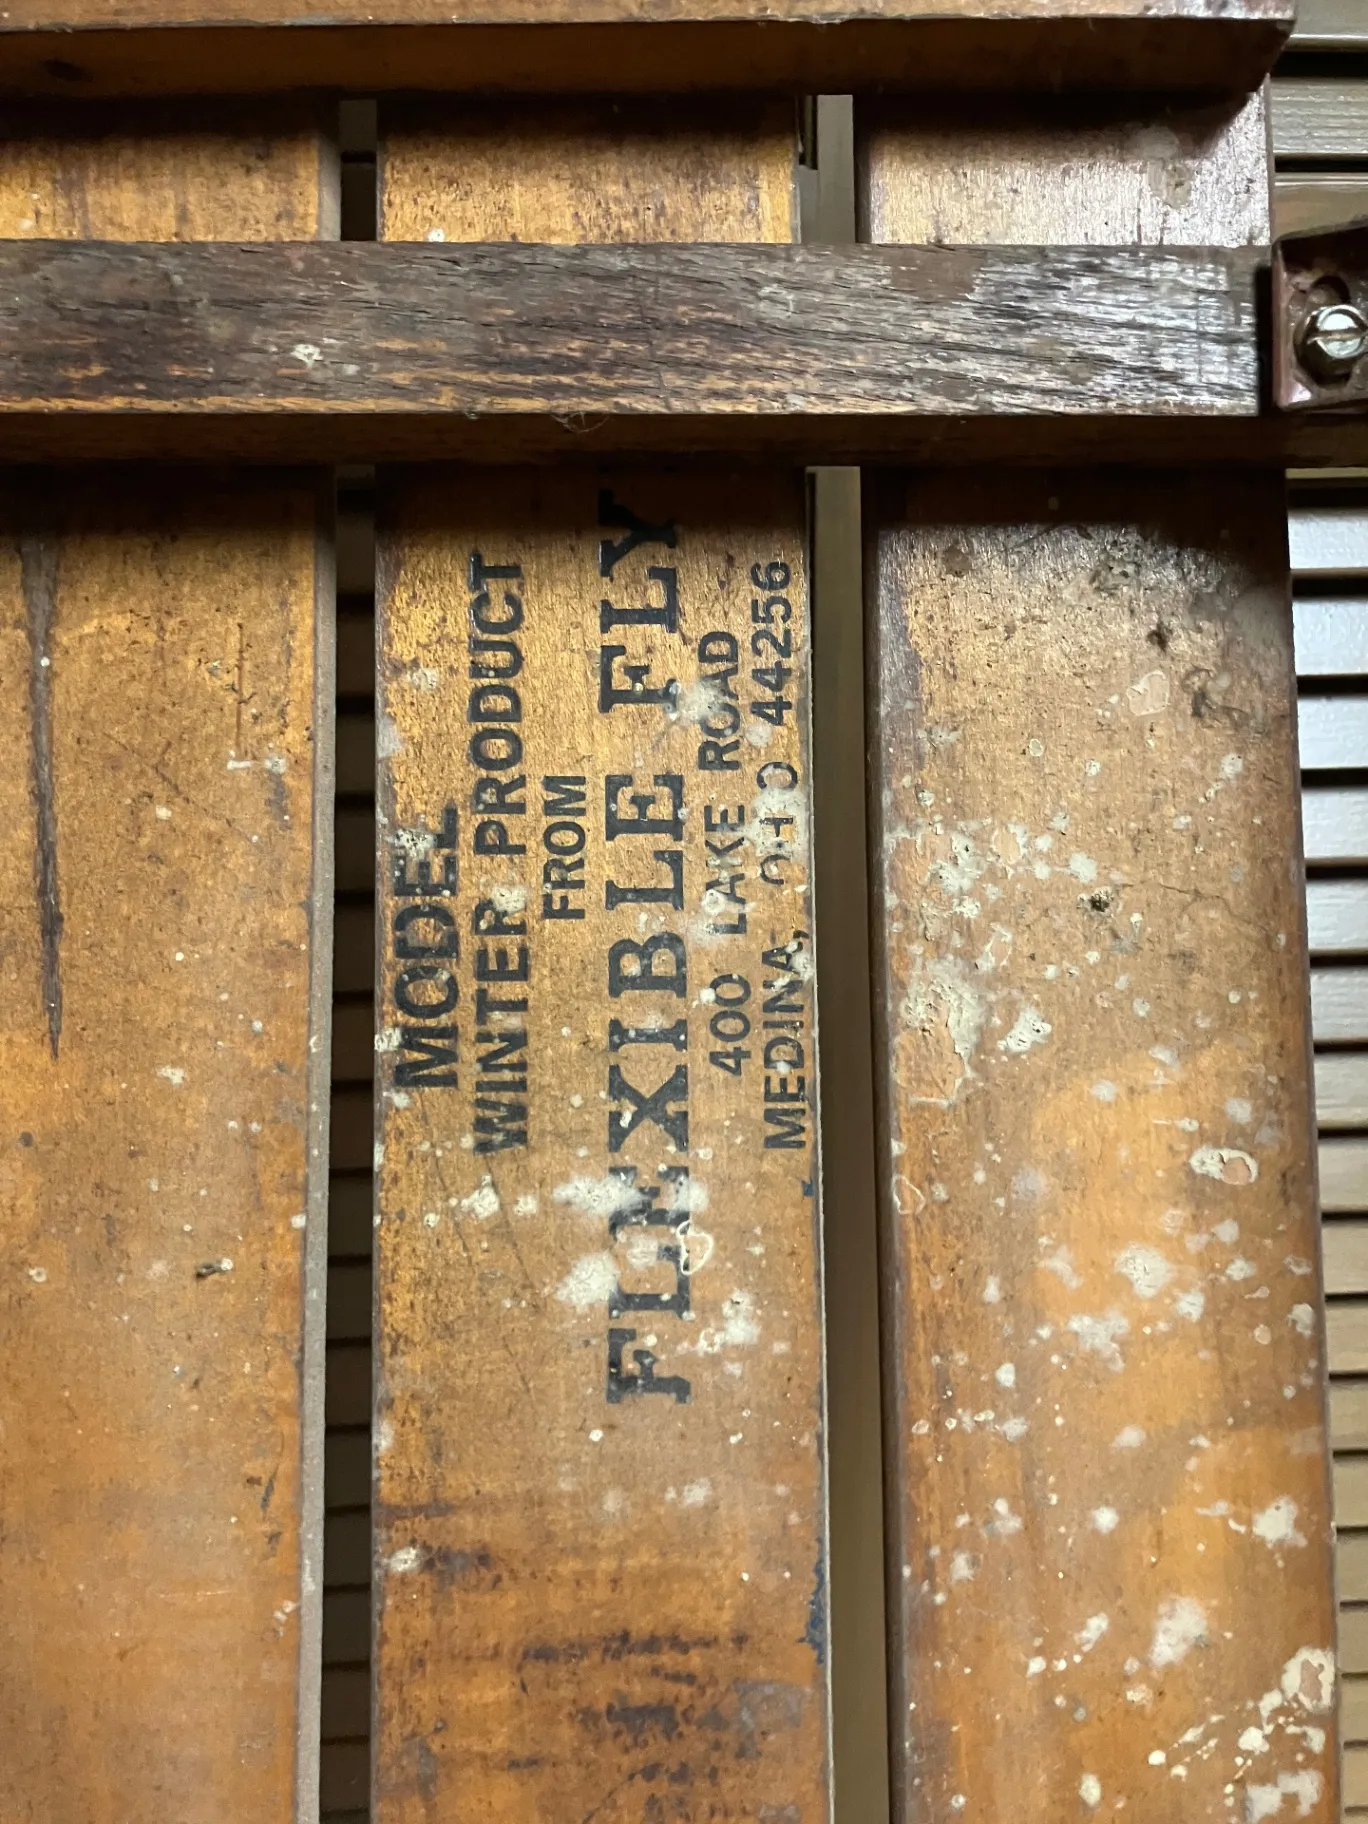 MODEL
WINTER PRODUCT
FROM
FLEXIBLE FLY
400 LAKE ROAD
MEDINA, OHIO 44256